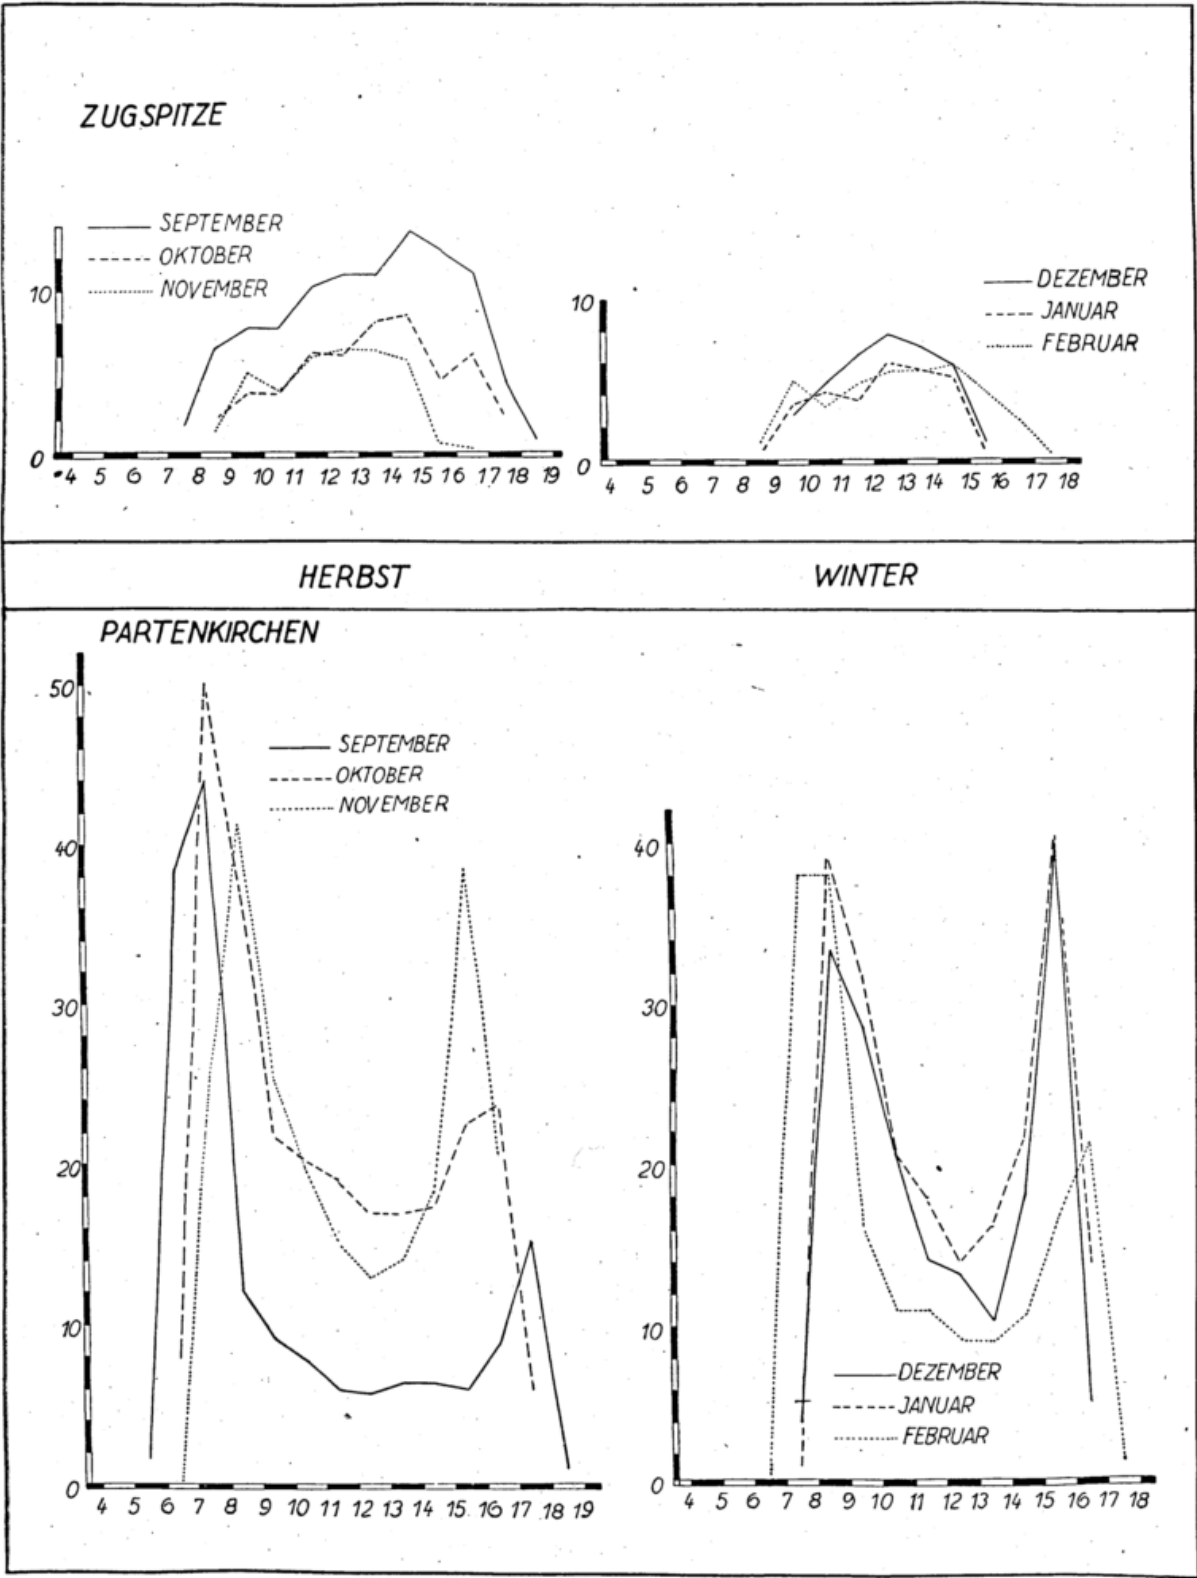 ZUGSPITZE
SEPTEMBER
OKTOBER
NOVEMBER
10
0
4 5 6 7 8 9 10 11 12 13 14 15 16 17 18 19
DEZEMBER
JANUAR
FEBRUAR
10
0
4 5 6 7 8 9 10 11 12 13 14 15 16 17 18
HERBST
WINTER
PARTENKIRCHEN
SEPTEMBER
OKTOBER
NOVEMBER
50
40
30
20
10
0
4 5 6 7 8 9 10 11 12 13 14 15 16 17 18 19
40
30
20
10
0
DEZEMBER
JANUAR
FEBRUAR
4 5 6 7 8 9 10 11 12 13 14 15 16 17 18